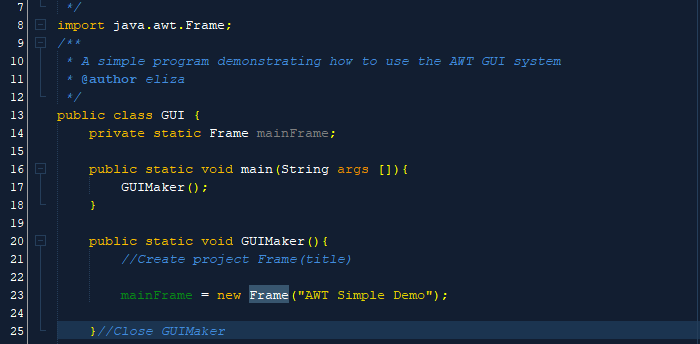 7 */
8 import java.awt.Frame;
9 /**
10 * A simple program demonstrating how to use the AWT GUI system
11 * @author eliza
12 */
13 public class GUI {
14 private static Frame mainFrame;
15
16 public static void main(String args []){
17 GUIMaker();
18 }
19
20 public static void GUIMaker(){
21 //Create project Frame(title)
22
23 mainFrame = new Frame("AWT Simple Demo");
24
25 }//Close GUIMaker